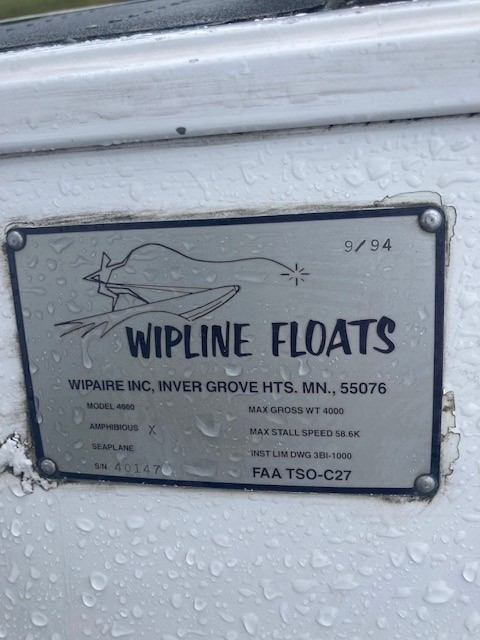 9/94
WIPLINE FLOATS
WIPAIRE INC, INVER GROVE HTS. MN., 55076
MODEL 4000 MAX GROSS WT 4000
AMPHIBIOUS X MAX STALL SPEED 58.6K
SEAPLANE INST LIM DWG 3BI-1000
S/N 40147 FAA TSO-C27